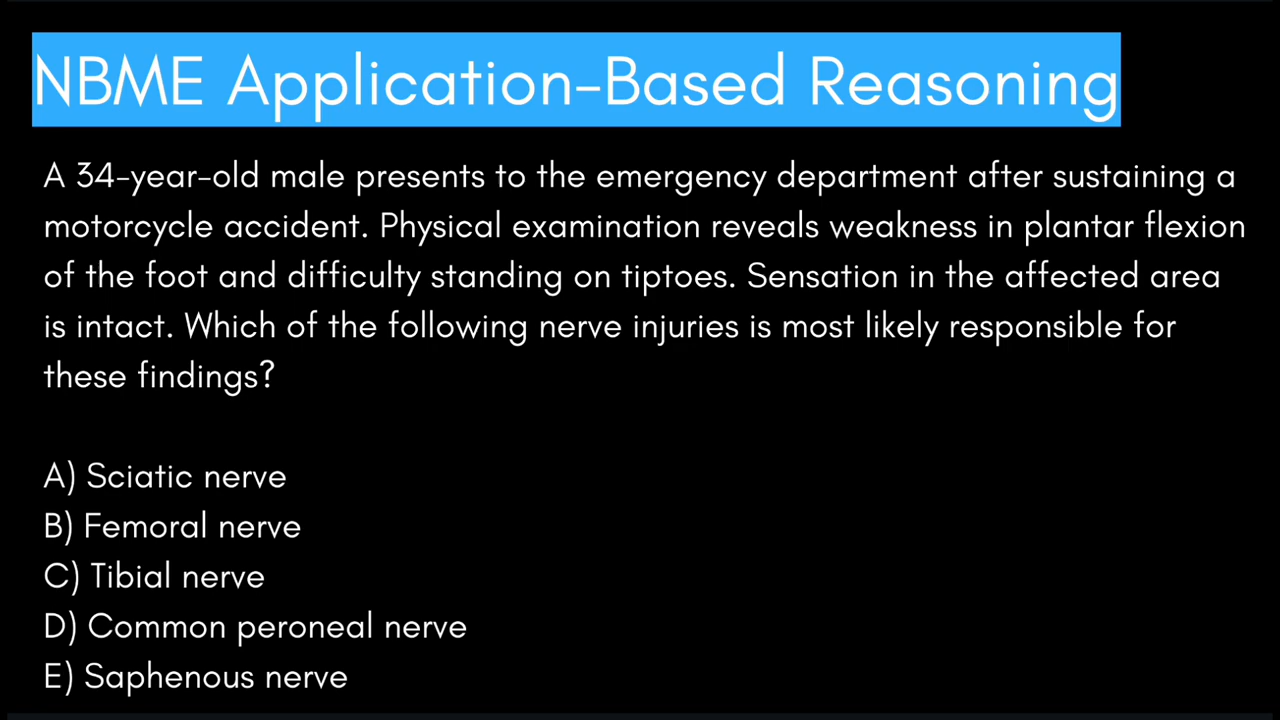 NBME Application-Based Reasoning
A 34-year-old male presents to the emergency department after sustaining a
motorcycle accident. Physical examination reveals weakness in plantar flexion
of the foot and difficulty standing on tiptoes. Sensation in the affected area
is intact. Which of the following nerve injuries is most likely responsible for
these findings?
A) Sciatic nerve
B) Femoral nerve
C) Tibial nerve
D) Common peroneal nerve
E) Saphenous nerve